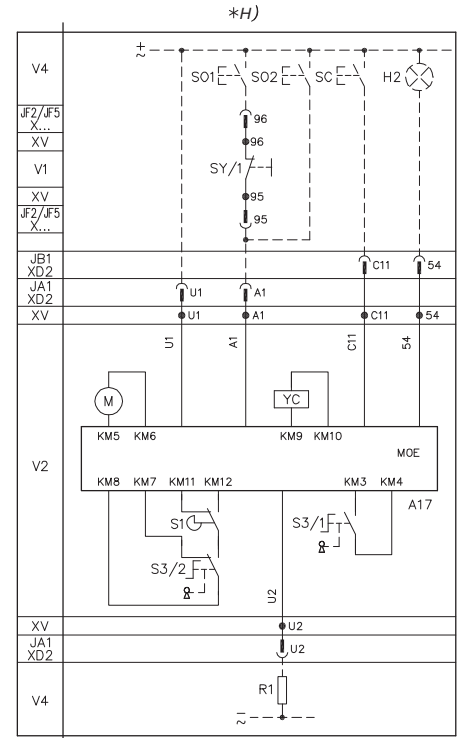 *H)
V4
± ~
SO1
SO2
SC
H2
JF2/JF5
X...
96
XV
96
V1
SY/1
XV
95
JF2/JF5
X...
95
JB1
XD2
C11
54
JA1
XD2
U1
A1
XV
U1
A1
C11
54
U1
A1
C11
54
M
YC
KM5
KM6
KM9
KM10
MOE
V2
KM8
KM7
KM11
KM12
KM3
KM4
A17
S1
S3/1
S3/2
U2
XV
U2
JA1
XD2
U2
R1
V4